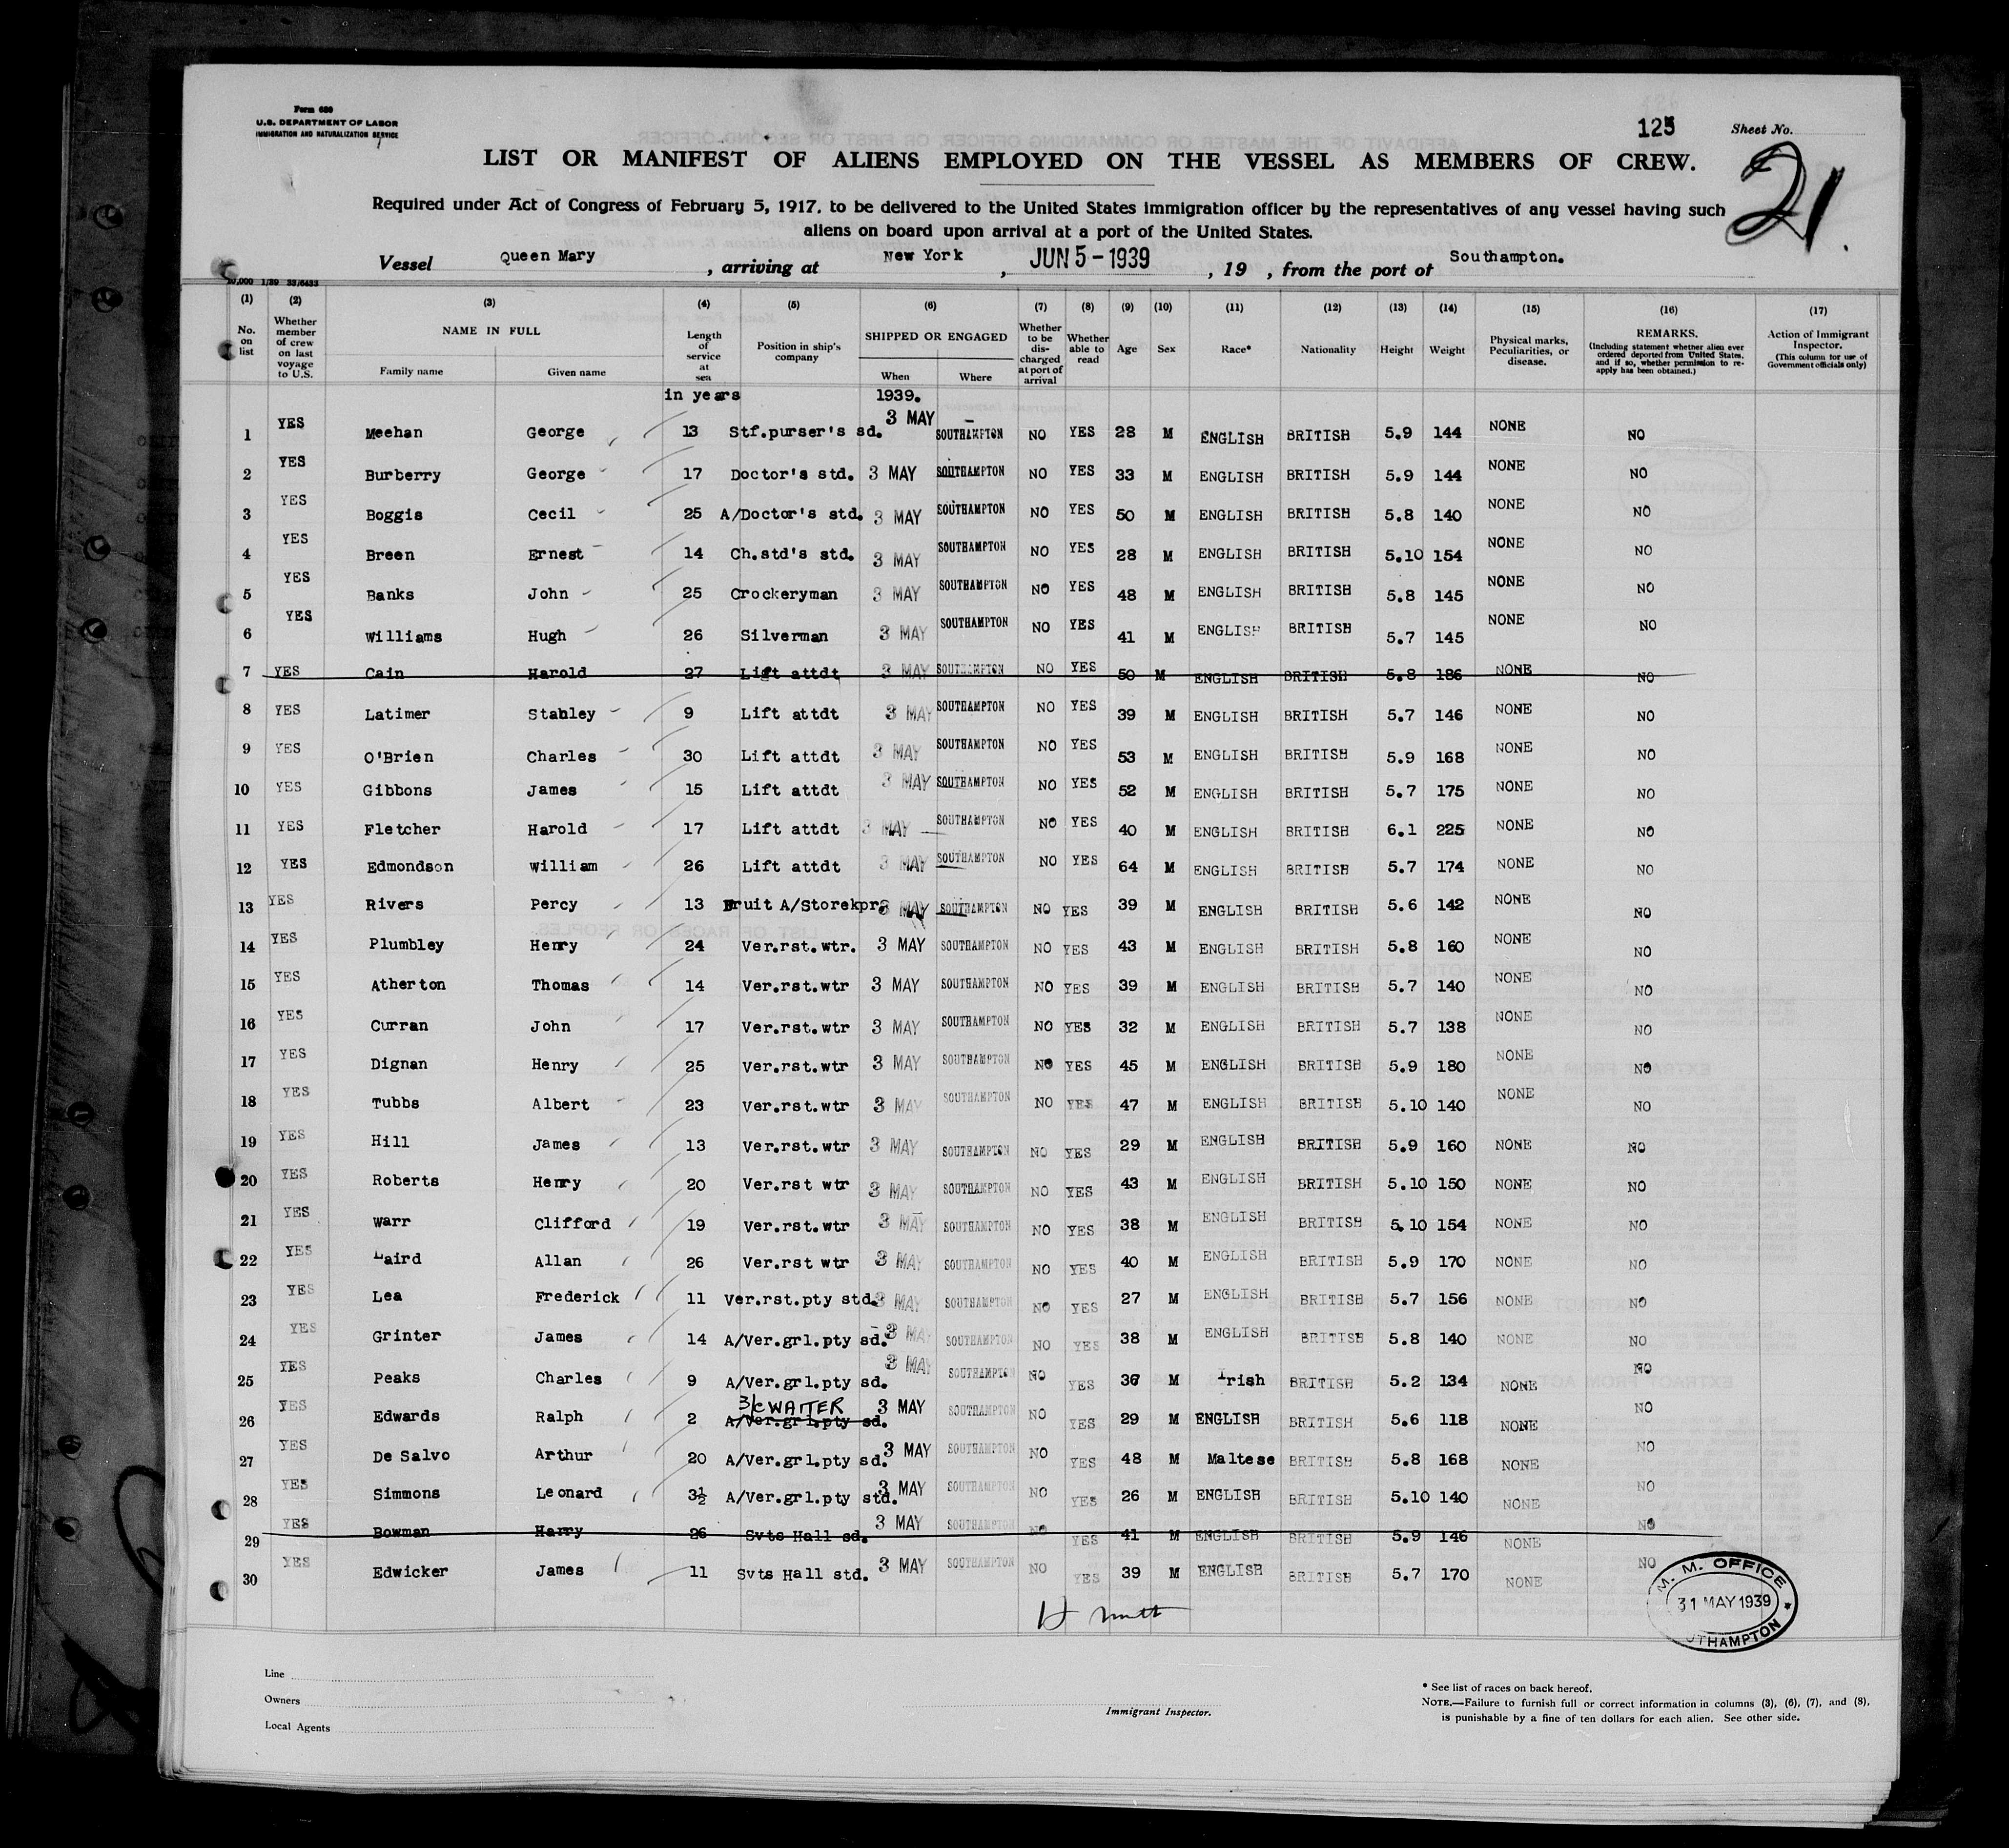 Form 680
U.S. DEPARTMENT OF LABOR
IMMIGRATION AND NATURALIZATION SERVICE
125 Sheet No.
21
LIST OR MANIFEST OF ALIENS EMPLOYED ON THE VESSEL AS MEMBERS OF CREW.
Required under Act of Congress of February 5, 1917, to be delivered to the United States immigration officer by the representatives of any vessel having such
aliens on board upon arrival at a port of the United States.
Vessel Queen Mary, arriving at New York, JUN 5-1939, 19 , from the port of Southampton.
(1) (2) (3) (4) (5) (6) (7) (8) (9) (10) (11) (12) (13) (14) (15) (16) (17)
No. on list Whether member of crew on last voyage to U.S. NAME IN FULL Family name Given name Length of service at sea Position in ship's company SHIPPED OR ENGAGED When Where Whether to be discharged at port of arrival Whether able to read Age Sex Race* Nationality Height Weight Physical marks, Peculiarities, or disease. REMARKS. (Including statement whether alien ever ordered deported from United States, and if so, whether permission to re-apply has been obtained.) Action of Immigrant Inspector. (This column for use of Government officials only)
in years 1939.
1 YES Meehan George 13 Stf.purser's sd. 3 MAY SOUTHAMPTON NO YES 28 M ENGLISH BRITISH 5.9 144 NONE NO
2 YES Burberry George 17 Doctor's std. 3 MAY SOUTHAMPTON NO YES 33 M ENGLISH BRITISH 5.9 144 NONE NO
3 YES Boggis Cecil 25 A/Doctor's std. 3 MAY SOUTHAMPTON NO YES 50 M ENGLISH BRITISH 5.8 140 NONE NO
4 YES Breen Ernest 14 Ch.std's std. 3 MAY SOUTHAMPTON NO YES 28 M ENGLISH BRITISH 5.10 154 NONE NO
5 YES Banks John 25 Crockeryman 3 MAY SOUTHAMPTON NO YES 48 M ENGLISH BRITISH 5.8 145 NONE NO
6 YES Williams Hugh 26 Silverman 3 MAY SOUTHAMPTON NO YES 41 M ENGLISH BRITISH 5.7 145 NONE NO
7 YES Cain Harold 27 Lift attdt 3 MAY SOUTHAMPTON NO YES 50 M ENGLISH BRITISH 5.8 186 NONE NO
8 YES Latimer Stanley 9 Lift attdt 3 MAY SOUTHAMPTON NO YES 39 M ENGLISH BRITISH 5.7 146 NONE NO
9 YES O'Brien Charles 30 Lift attdt 3 MAY SOUTHAMPTON NO YES 53 M ENGLISH BRITISH 5.9 168 NONE NO
10 YES Gibbons James 15 Lift attdt 3 MAY SOUTHAMPTON NO YES 52 M ENGLISH BRITISH 5.7 175 NONE NO
11 YES Fletcher Harold 17 Lift attdt 3 MAY SOUTHAMPTON NO YES 40 M ENGLISH BRITISH 6.1 225 NONE NO
12 YES Edmondson William 26 Lift attdt 3 MAY SOUTHAMPTON NO YES 64 M ENGLISH BRITISH 5.7 174 NONE NO
13 YES Rivers Percy 13 Fruit A/Storekpr. 3 MAY SOUTHAMPTON NO YES 39 M ENGLISH BRITISH 5.6 142 NONE NO
14 YES Plumbley Henry 24 Ver.rst.wtr. 3 MAY SOUTHAMPTON NO YES 43 M ENGLISH BRITISH 5.8 160 NONE NO
15 YES Atherton Thomas 14 Ver.rst.wtr 3 MAY SOUTHAMPTON NO YES 39 M ENGLISH BRITISH 5.7 140 NONE NO
16 YES Curran John 17 Ver.rst.wtr 3 MAY SOUTHAMPTON NO YES 32 M ENGLISH BRITISH 5.7 138 NONE NO
17 YES Dignan Henry 25 Ver.rst.wtr 3 MAY SOUTHAMPTON NO YES 45 M ENGLISH BRITISH 5.9 180 NONE NO
18 YES Tubbs Albert 23 Ver.rst.wtr 3 MAY SOUTHAMPTON NO YES 47 M ENGLISH BRITISH 5.10 140 NONE NO
19 YES Hill James 13 Ver.rst.wtr 3 MAY SOUTHAMPTON NO YES 29 M ENGLISH BRITISH 5.9 160 NONE NO
20 YES Roberts Henry 20 Ver.rst wtr 3 MAY SOUTHAMPTON NO YES 43 M ENGLISH BRITISH 5.10 150 NONE NO
21 YES Warr Clifford 19 Ver.rst.wtr 3 MAY SOUTHAMPTON NO YES 38 M ENGLISH BRITISH 5.10 154 NONE NO
22 YES Laird Allan 26 Ver.rst wtr 3 MAY SOUTHAMPTON NO YES 40 M ENGLISH BRITISH 5.9 170 NONE NO
23 YES Lea Frederick 11 Ver.rst.pty std. 3 MAY SOUTHAMPTON NO YES 27 M ENGLISH BRITISH 5.7 156 NONE NO
24 YES Grinter James 14 A/Ver.grl.pty sd. 3 MAY SOUTHAMPTON NO YES 38 M ENGLISH BRITISH 5.8 140 NONE NO
25 YES Peaks Charles 9 A/Ver.grl.pty sd. 3 MAY SOUTHAMPTON NO YES 36 M Irish BRITISH 5.2 134 NONE NO
3/c WAITER
26 YES Edwards Ralph 2 A/Ver.grl.pty sd. 3 MAY SOUTHAMPTON NO YES 29 M ENGLISH BRITISH 5.6 118 NONE NO
27 YES De Salvo Arthur 20 A/Ver.grl.pty sd. 3 MAY SOUTHAMPTON NO YES 48 M Maltese BRITISH 5.8 168 NONE NO
28 YES Simmons Leonard 3½ A/Ver.grl.pty std. 3 MAY SOUTHAMPTON NO YES 26 M ENGLISH BRITISH 5.10 140 NONE NO
29 YES Bowman Harry 26 Svts Hall sd. 3 MAY SOUTHAMPTON NO YES 41 M ENGLISH BRITISH 5.9 146 NONE NO
30 YES Edwicker James 11 Svts Hall std. 3 MAY SOUTHAMPTON NO YES 39 M ENGLISH BRITISH 5.7 170 NONE NO
M. M. OFFICE
31 MAY 1939
Line
Owners
Local Agents
Immigrant Inspector.
* See list of races on back hereof.
NOTE.—Failure to furnish full or correct information in columns (3), (6), (7), and (8),
is punishable by a fine of ten dollars for each alien. See other side.